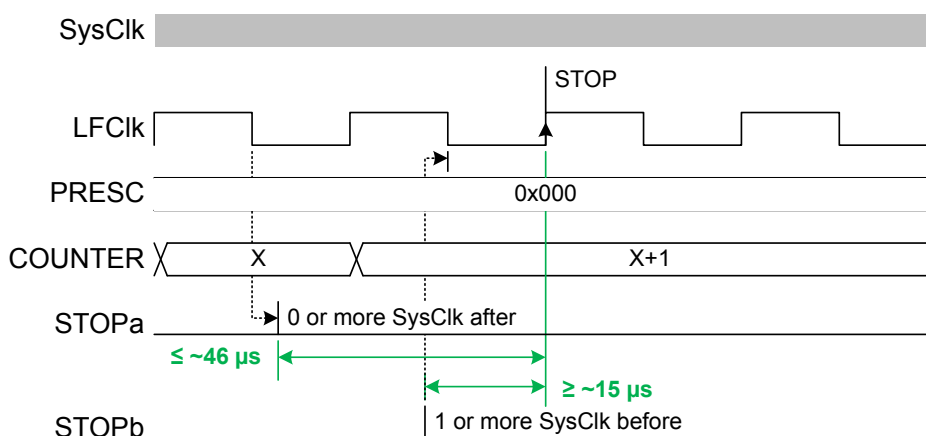 SysClk
STOP
LFClk
PRESC
0x000
COUNTER
X
X+1
STOPa
0 or more SysClk after
≤ ~46 µs
≥ ~15 µs
STOPb
1 or more SysClk before